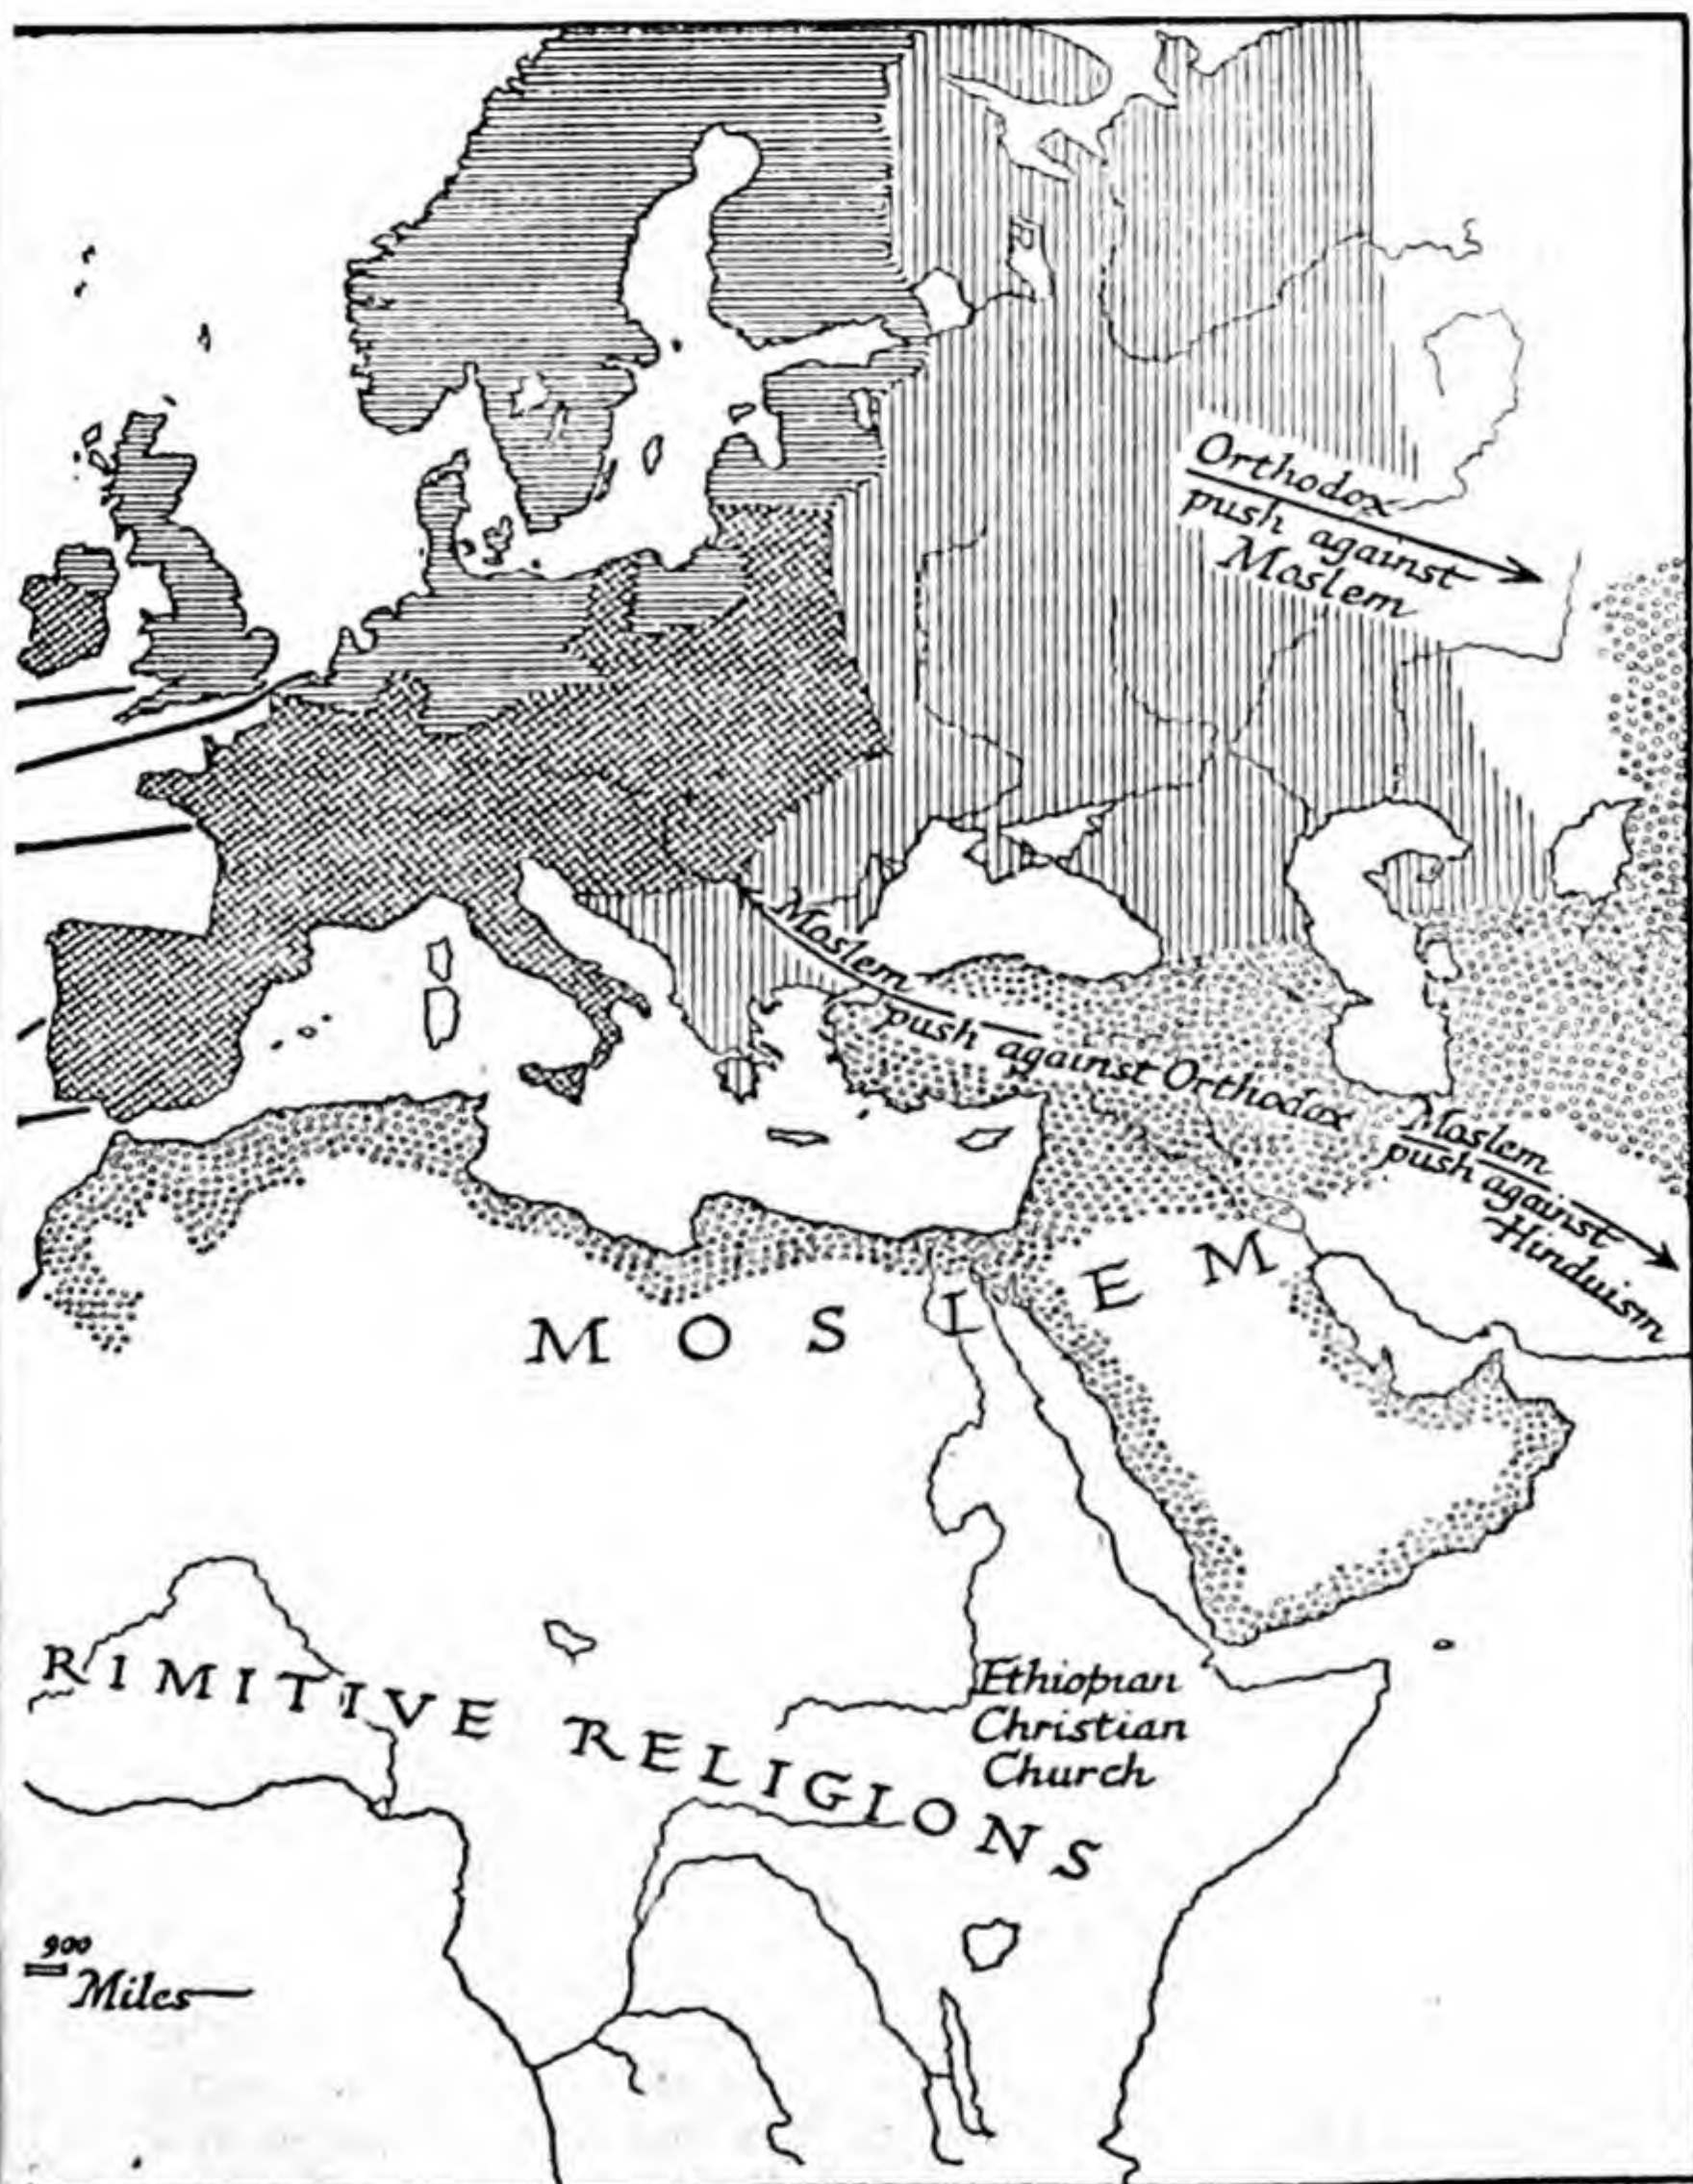 Orthodox
push against
Moslem
Moslem
push against Orthodox
Moslem
push against
Hinduism
MOSLEM
RIMITIVE RELIGIONS
Ethiopian
Christian
Church
900
Miles